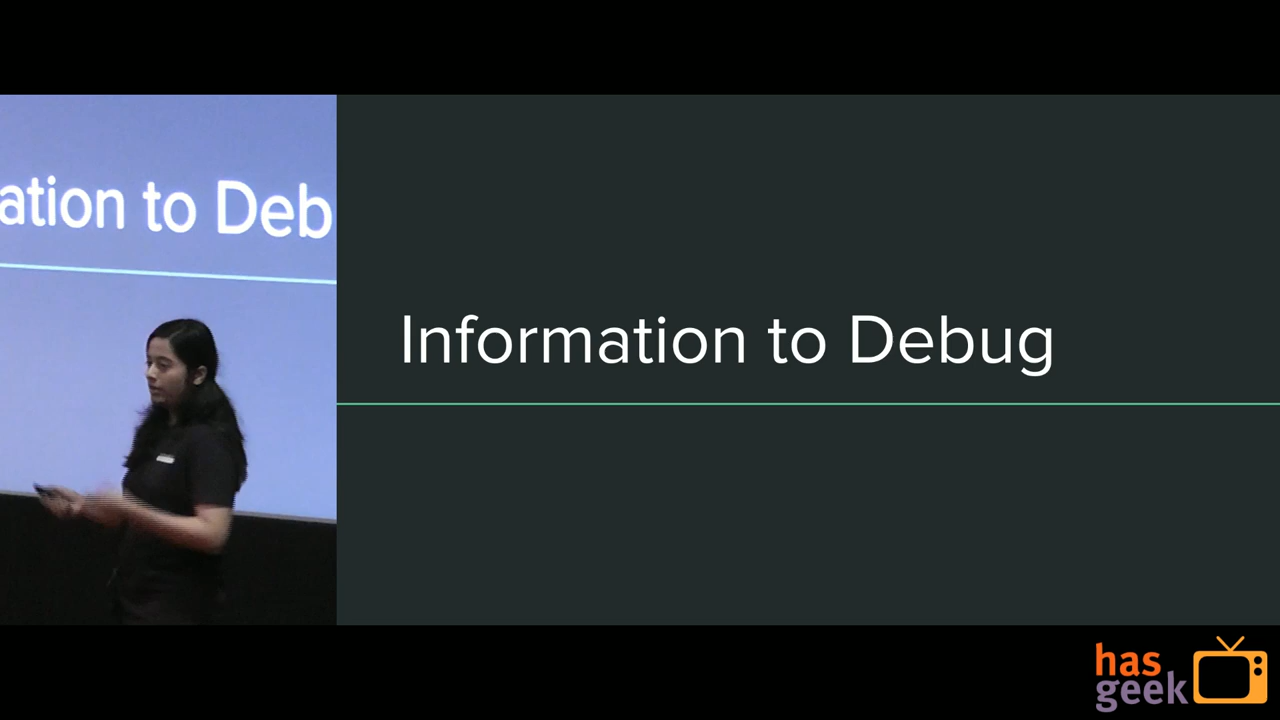 ation to Deb
Information to Debug
has
geek